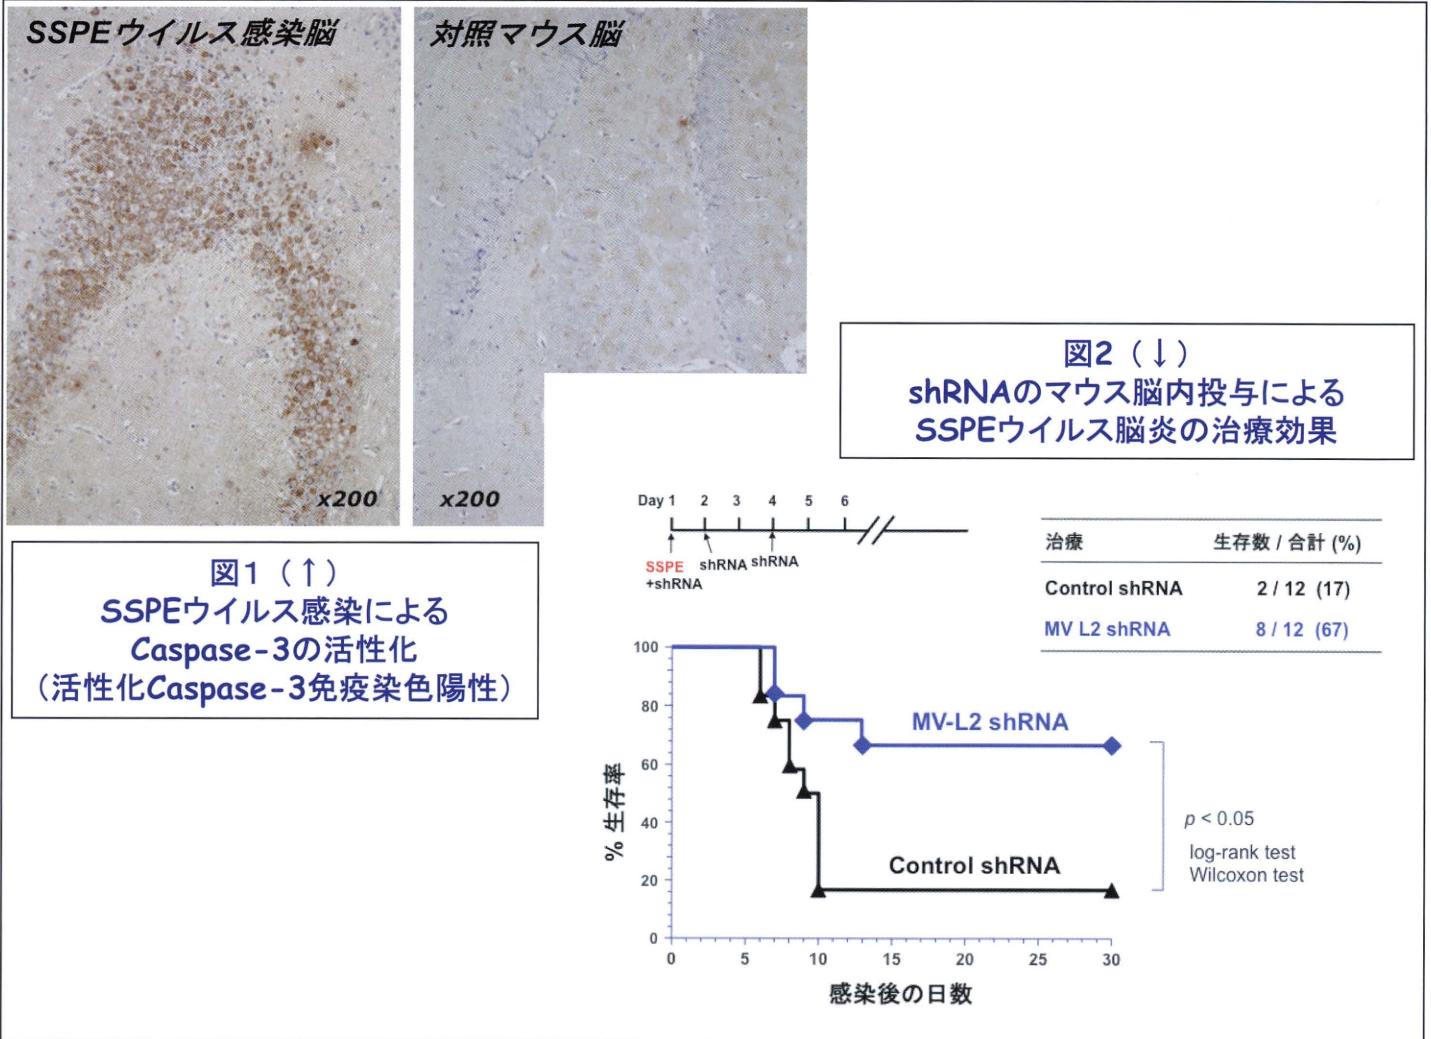 SSPEウイルス感染脳
対照マウス脳
x200
x200
図1（↑）
SSPEウイルス感染による
Caspase-3の活性化
（活性化Caspase-3免疫染色陽性）
図2（↓）
shRNAのマウス脳内投与による
SSPEウイルス脳炎の治療効果
Day 1 2 3 4 5 6
SSPE
+shRNA
shRNA
shRNA
治療 生存数 / 合計 (%)
Control shRNA 2 / 12 (17)
MV L2 shRNA 8 / 12 (67)
% 生存率
100
80
60
40
20
0
MV-L2 shRNA
Control shRNA
p < 0.05
log-rank test
Wilcoxon test
0 5 10 15 20 25 30
感染後の日数